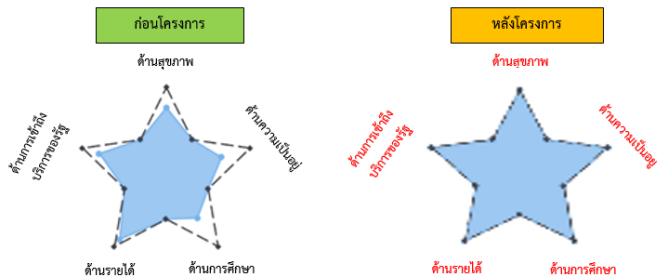 ก่อนโครงการ
ด้านสุขภาพ
ด้านการเข้าถึง
บริการของรัฐ
ด้านความเป็นอยู่
ด้านรายได้
ด้านการศึกษา
หลังโครงการ
ด้านสุขภาพ
ด้านการเข้าถึง
บริการของรัฐ
ด้านความเป็นอยู่
ด้านรายได้
ด้านการศึกษา